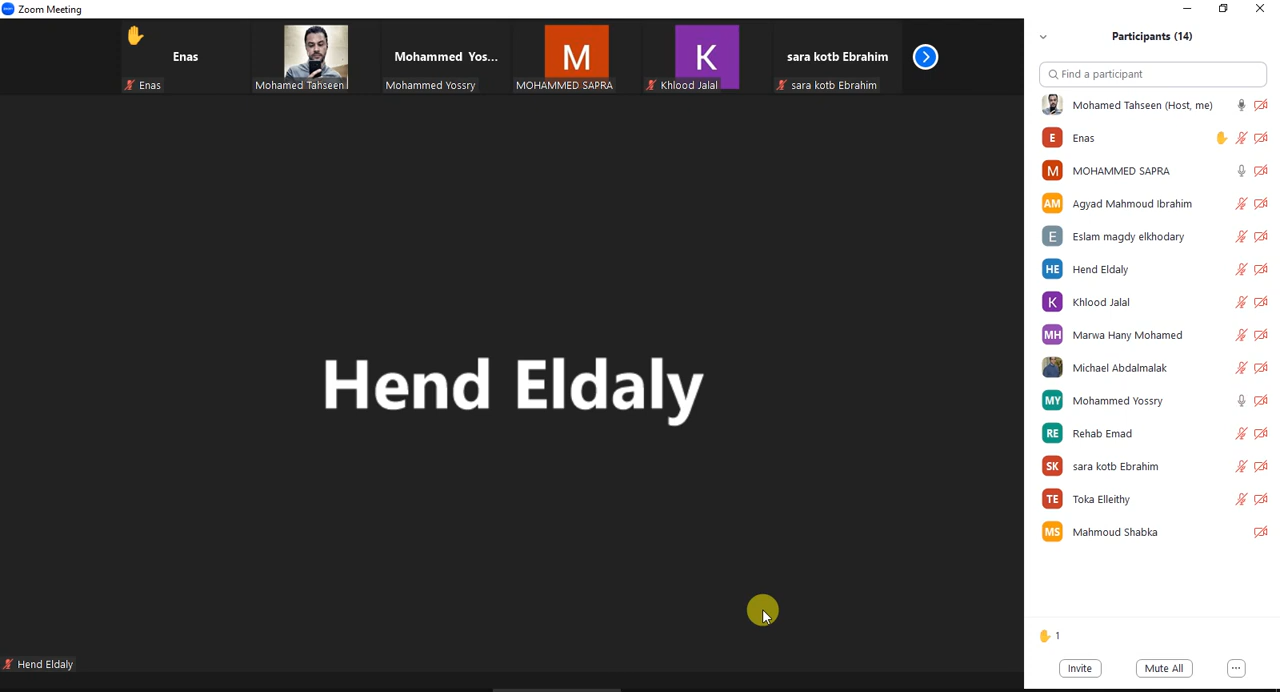 Zoom Meeting
Enas
Mohammed Yos...
M
K
sara kotb Ebrahim
Enas
Mohamed Tahseen
Mohammed Yossry
MOHAMMED SAPRA
Khlood Jalal
sara kotb Ebrahim
Hend Eldaly
Hend Eldaly
Participants (14)
Find a participant
Mohamed Tahseen (Host, me)
E Enas
M MOHAMMED SAPRA
AM Agyad Mahmoud Ibrahim
E Eslam magdy elkhodary
HE Hend Eldaly
K Khlood Jalal
MH Marwa Hany Mohamed
Michael Abdalmalak
MY Mohammed Yossry
RE Rehab Emad
SK sara kotb Ebrahim
TE Toka Elleithy
MS Mahmoud Shabka
1
Invite
Mute All
...